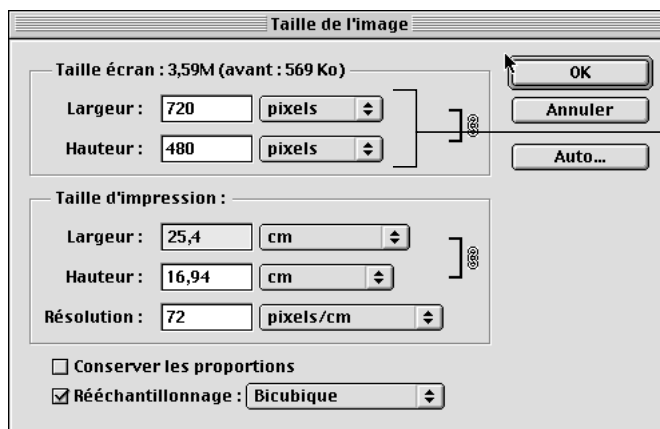 Taille de l'image
Taille écran : 3,59M (avant : 569 Ko)
Largeur : 720 pixels
Hauteur : 480 pixels
OK
Annuler
Auto...
Taille d'impression :
Largeur : 25,4 cm
Hauteur : 16,94 cm
Résolution : 72 pixels/cm
Conserver les proportions
Rééchantillonnage : Bicubique